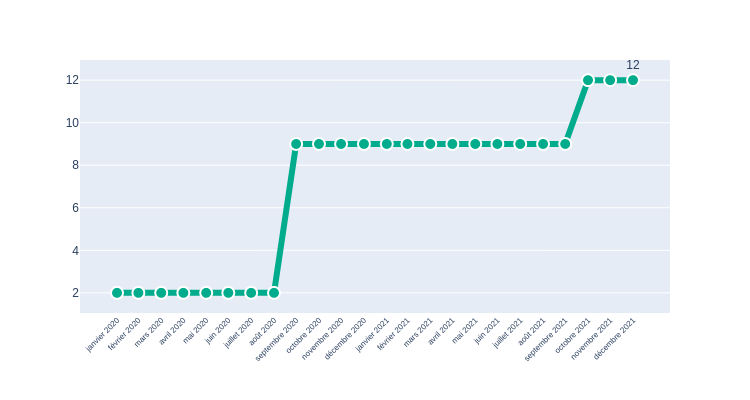 12
12
10
8
6
4
2
janvier 2020
février 2020
mars 2020
avril 2020
mai 2020
juin 2020
juillet 2020
août 2020
septembre 2020
octobre 2020
novembre 2020
décembre 2020
janvier 2021
février 2021
mars 2021
avril 2021
mai 2021
juin 2021
juillet 2021
août 2021
septembre 2021
octobre 2021
novembre 2021
décembre 2021